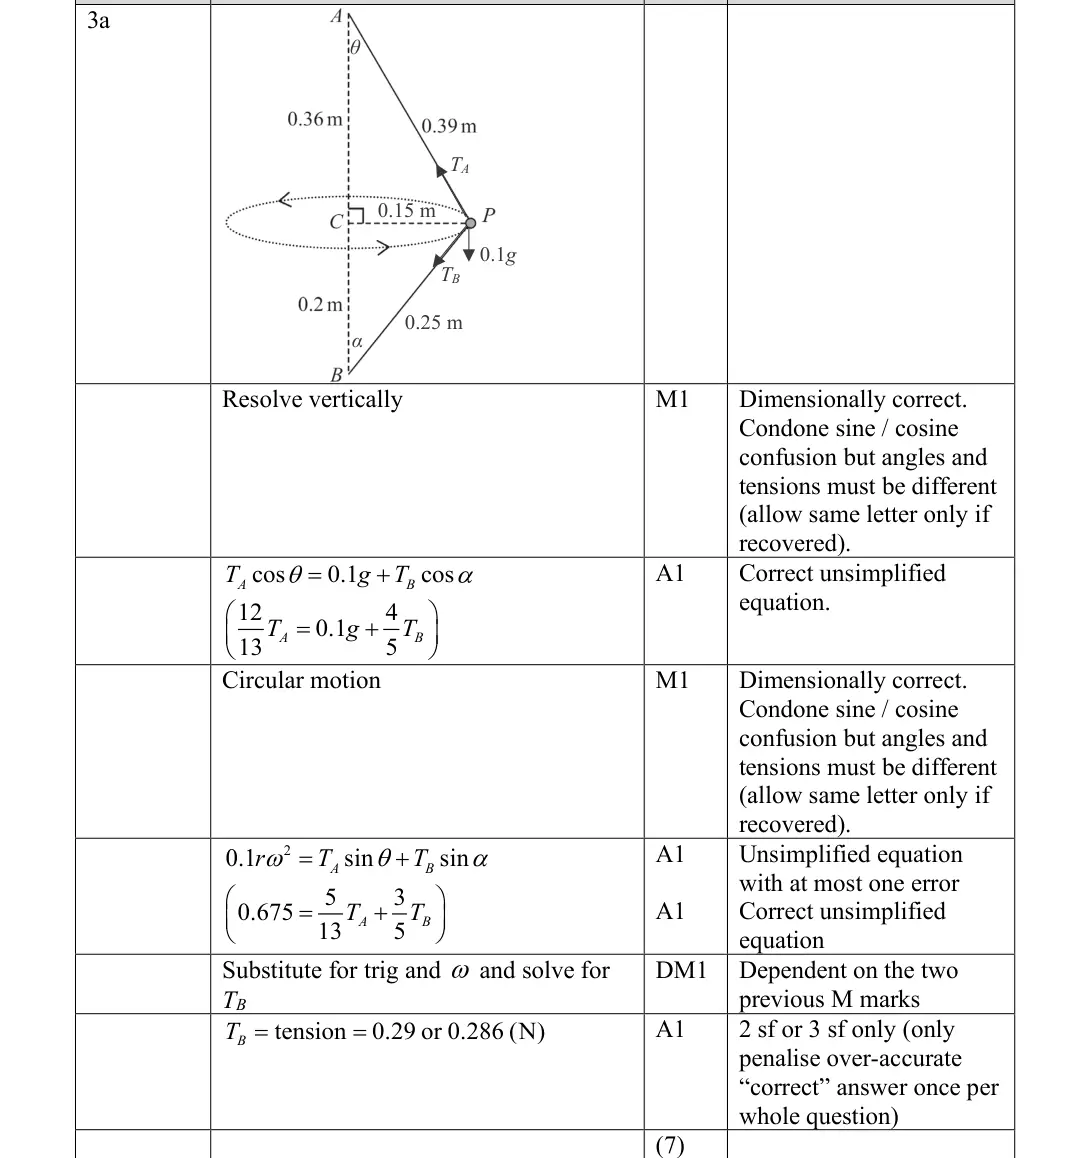 3a
A
θ
0.36 m
0.39 m
T_A
C
0.15 m
P
0.1g
T_B
0.2 m
0.25 m
α
B
Resolve vertically
M1
Dimensionally correct.
Condone sine / cosine
confusion but angles and
tensions must be different
(allow same letter only if
recovered).
T_A cos θ = 0.1g + T_B cos α
(12/13 T_A = 0.1g + 4/5 T_B)
A1
Correct unsimplified
equation.
Circular motion
M1
Dimensionally correct.
Condone sine / cosine
confusion but angles and
tensions must be different
(allow same letter only if
recovered).
0.1rω² = T_A sin θ + T_B sin α
(0.675 = 5/13 T_A + 3/5 T_B)
A1
Unsimplified equation
with at most one error
A1
Correct unsimplified
equation
Substitute for trig and ω and solve for
T_B
DM1
Dependent on the two
previous M marks
T_B = tension = 0.29 or 0.286 (N)
A1
2 sf or 3 sf only (only
penalise over-accurate
“correct” answer once per
whole question)
(7)